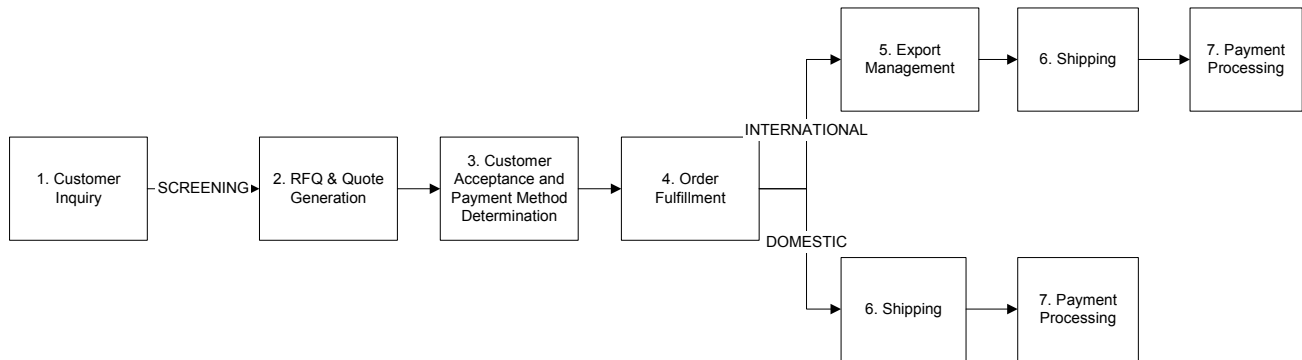 1. Customer
Inquiry
SCREENING
2. RFQ & Quote
Generation
3. Customer
Acceptance and
Payment Method
Determination
4. Order
Fulfillment
INTERNATIONAL
5. Export
Management
6. Shipping
7. Payment
Processing
DOMESTIC
6. Shipping
7. Payment
Processing